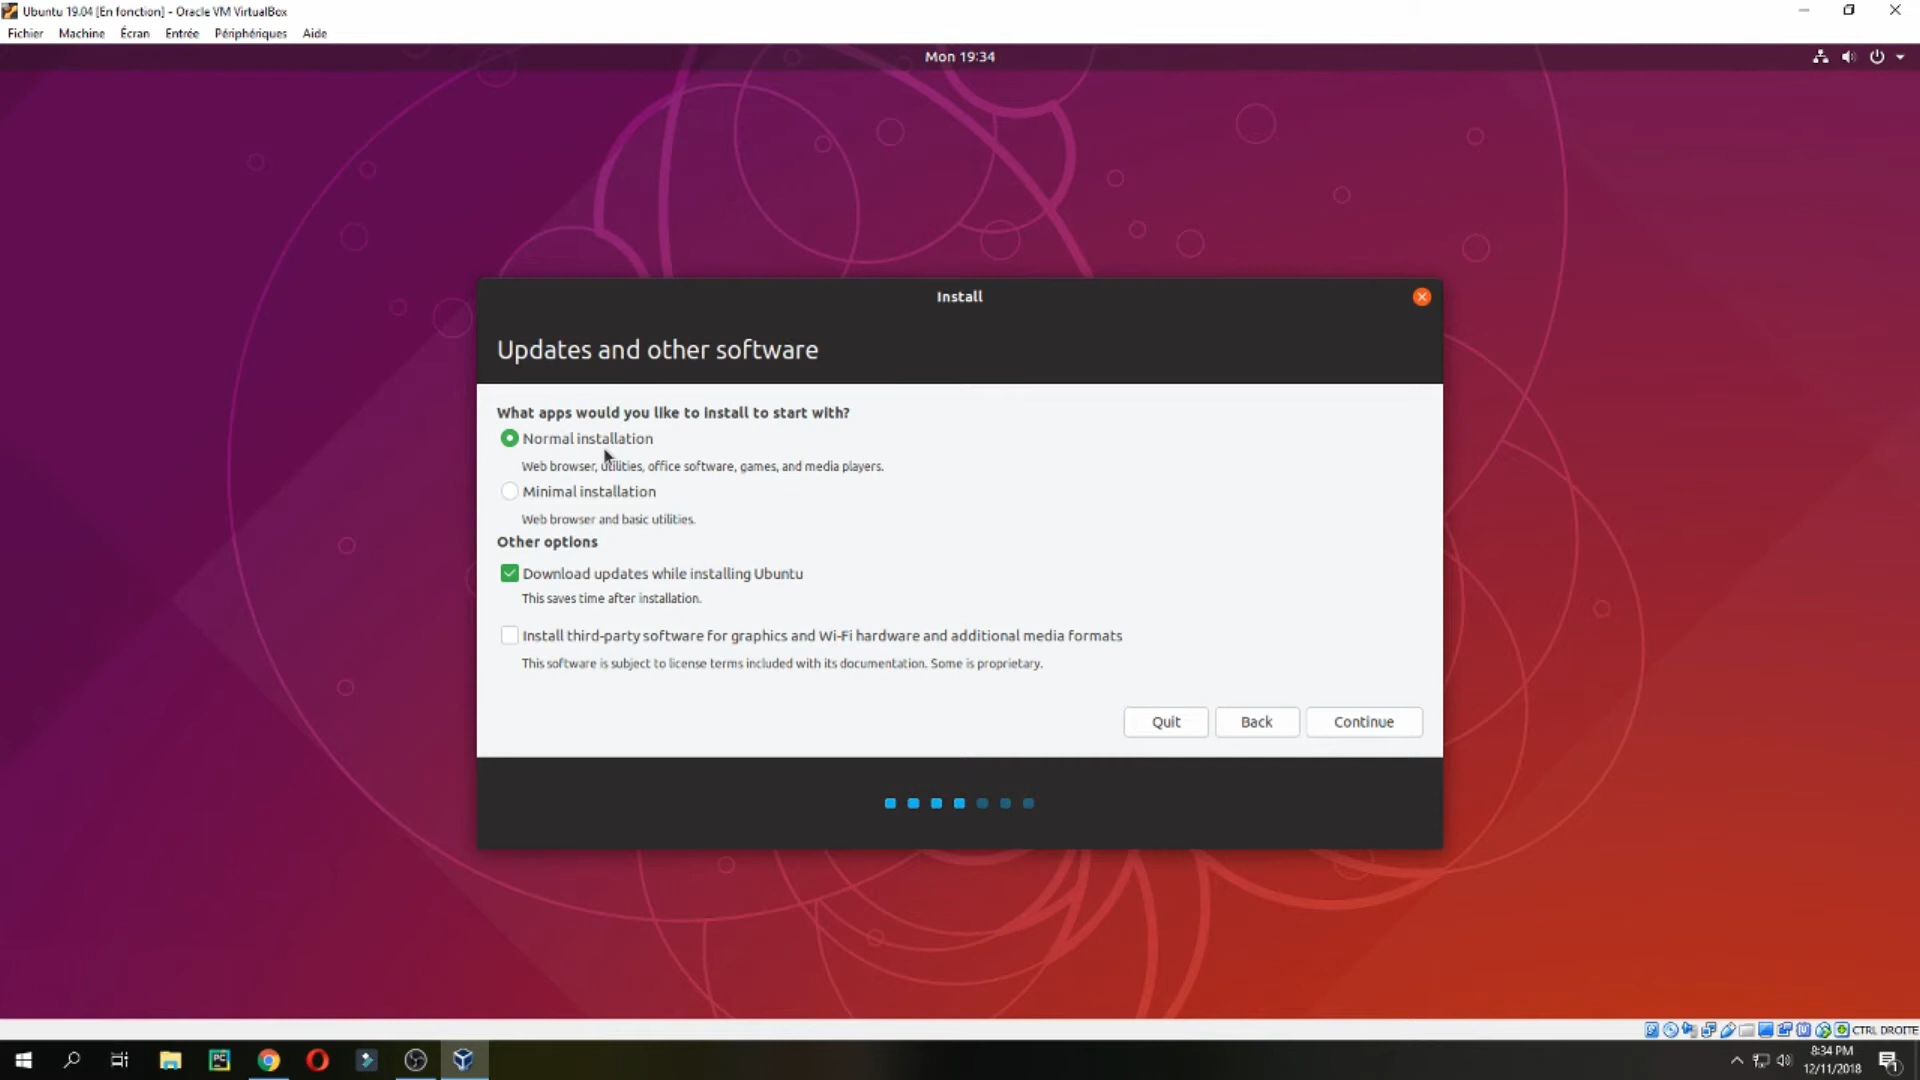 Ubuntu 19.04 [En fonction] - Oracle VM VirtualBox
Fichier Machine Écran Entrée Périphériques Aide
Mon 19:34
Install
Updates and other software
What apps would you like to install to start with?
Normal installation
Web browser, utilities, office software, games, and media players.
Minimal installation
Web browser and basic utilities.
Other options
Download updates while installing Ubuntu
This saves time after installation.
Install third-party software for graphics and Wi-Fi hardware and additional media formats
This software is subject to license terms included with its documentation. Some is proprietary.
Quit Back Continue
CTRL DROITE
PC
8:34 PM
12/11/2018
1